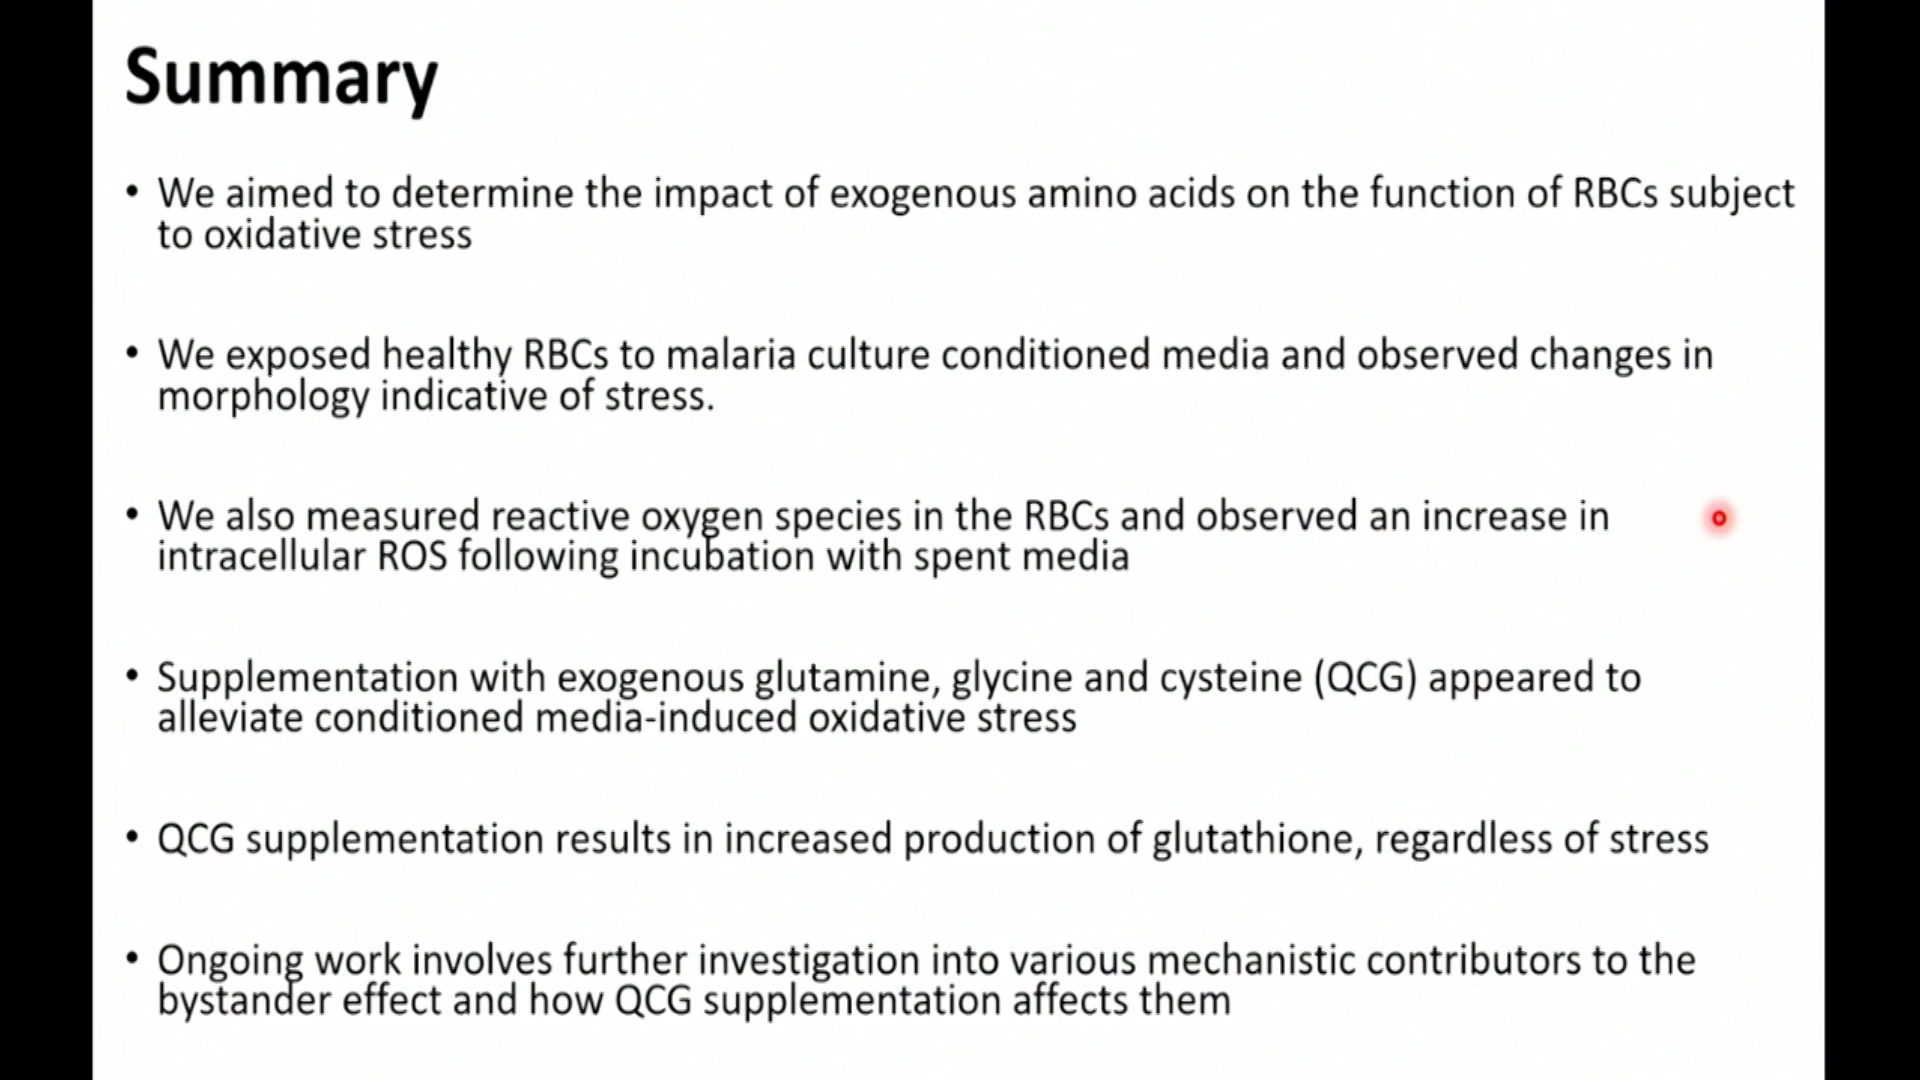 Summary
• We aimed to determine the impact of exogenous amino acids on the function of RBCs subject
to oxidative stress
• We exposed healthy RBCs to malaria culture conditioned media and observed changes in
morphology indicative of stress.
• We also measured reactive oxygen species in the RBCs and observed an increase in
intracellular ROS following incubation with spent media
• Supplementation with exogenous glutamine, glycine and cysteine (QCG) appeared to
alleviate conditioned media-induced oxidative stress
• QCG supplementation results in increased production of glutathione, regardless of stress
• Ongoing work involves further investigation into various mechanistic contributors to the
bystander effect and how QCG supplementation affects them